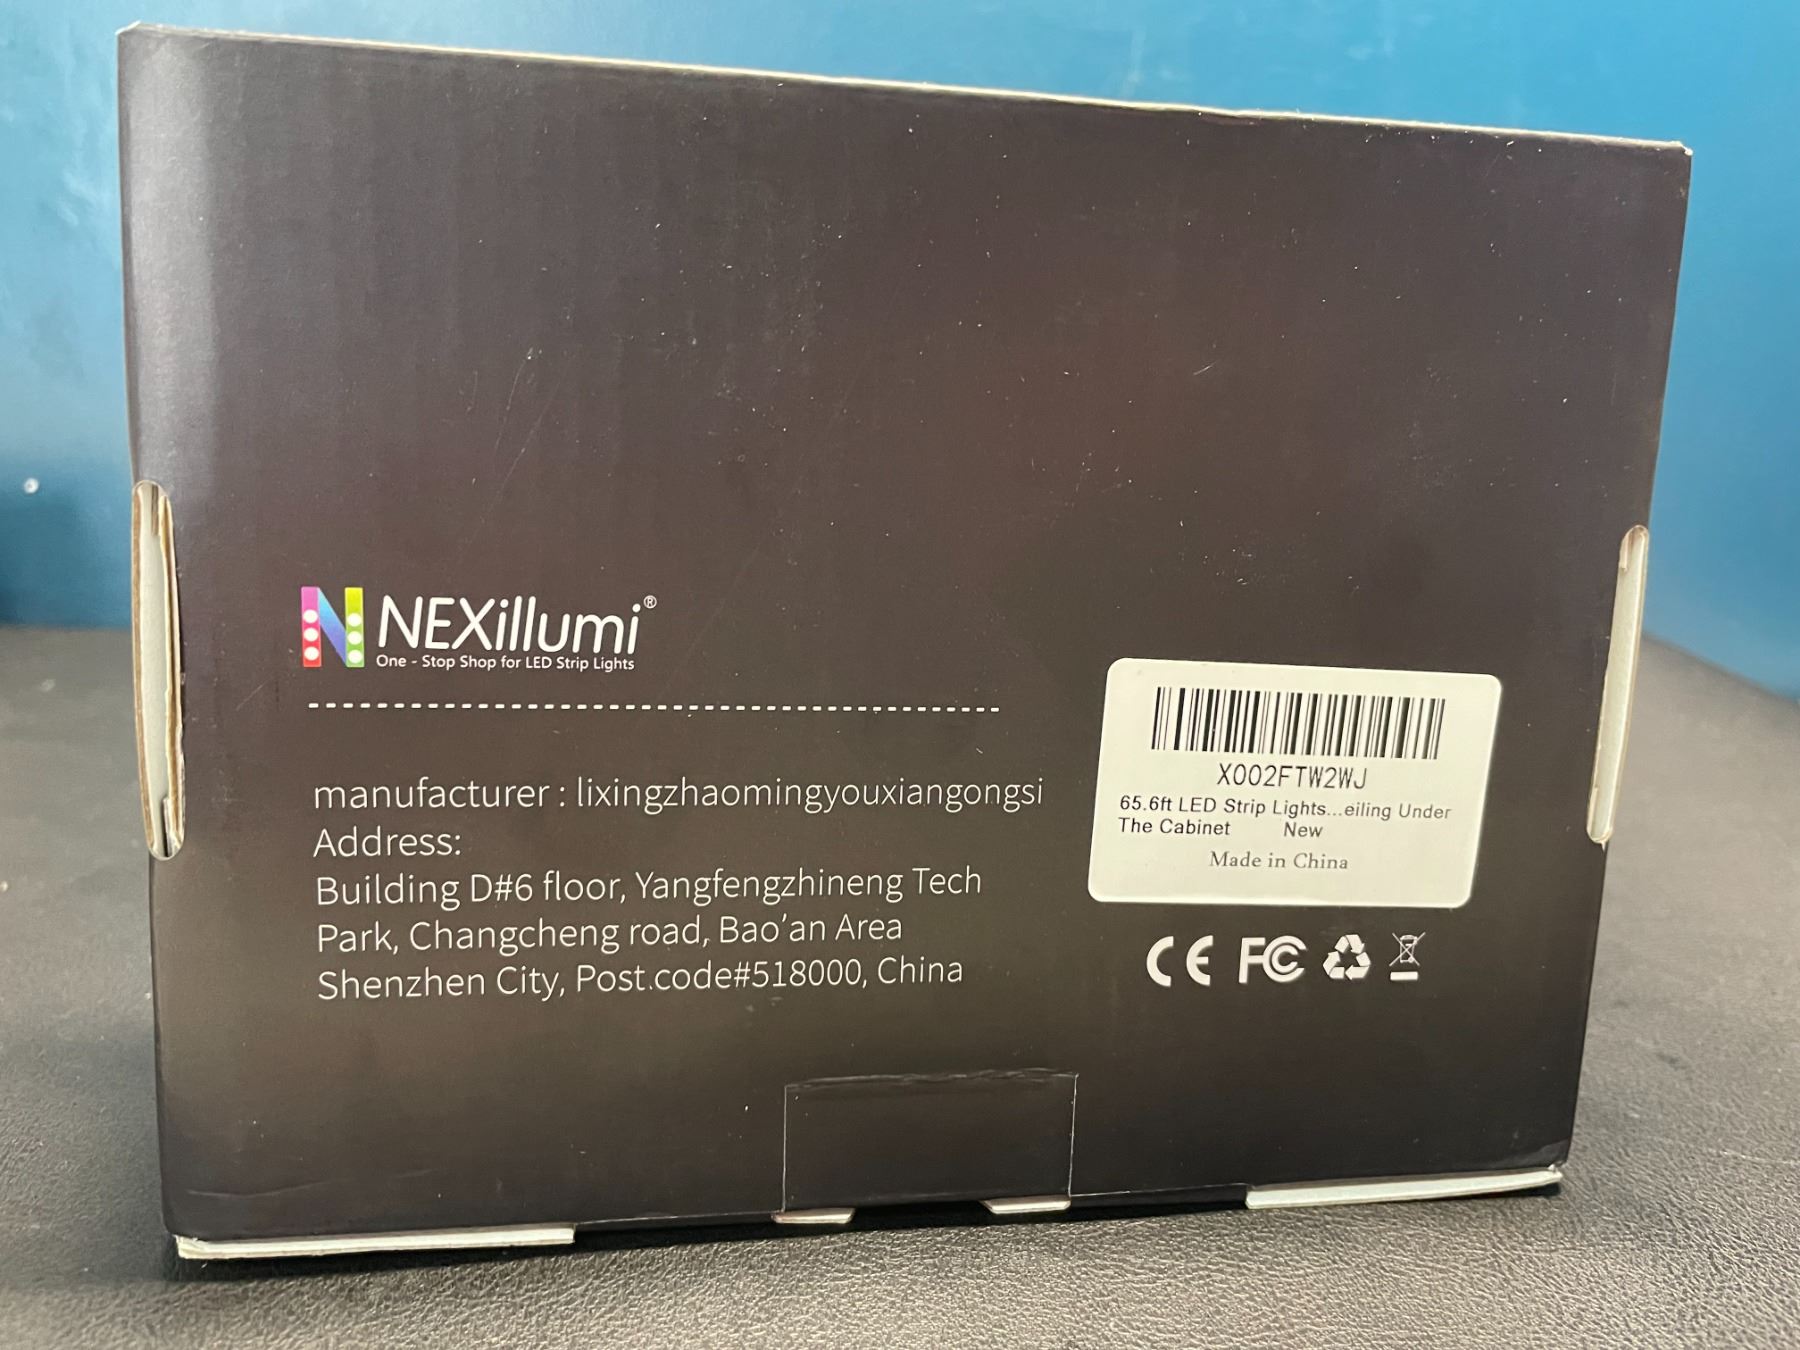 NEXillumi®
One - Stop Shop for LED Strip Lights
manufacturer : lixingzhaomingyouxiangongsi
Address:
Building D#6 floor, Yangfengzhineng Tech
Park, Changcheng road, Bao'an Area
Shenzhen City, Post.code#518000, China
X002FTW2WJ
65.6ft LED Strip Lights...eiling Under
The Cabinet New
Made in China
CE FC